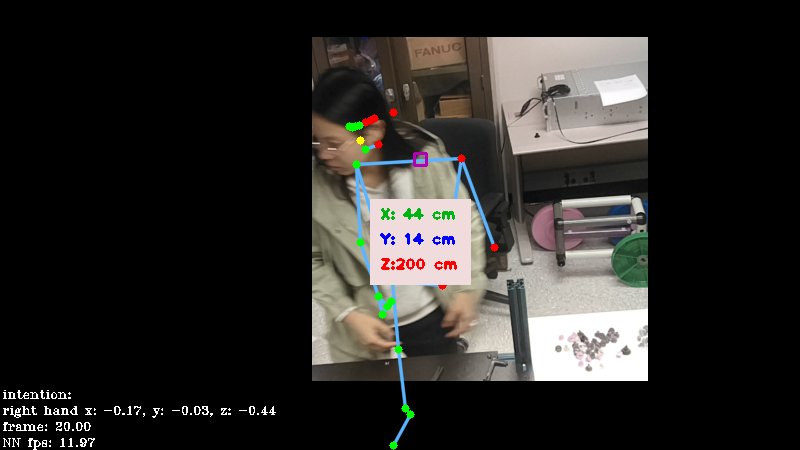 FANUC
X: 44 cm
Y: 14 cm
Z:200 cm
intention:
right hand x: -0.17, y: -0.03, z: -0.44
frame: 20.00
NN fps: 11.97